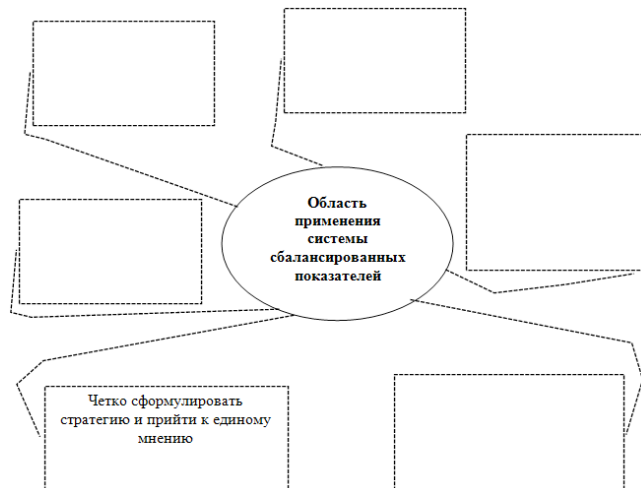 Область
применения
системы
сбалансированных
показателей
Четко сформулировать
стратегию и прийти к единому
мнению